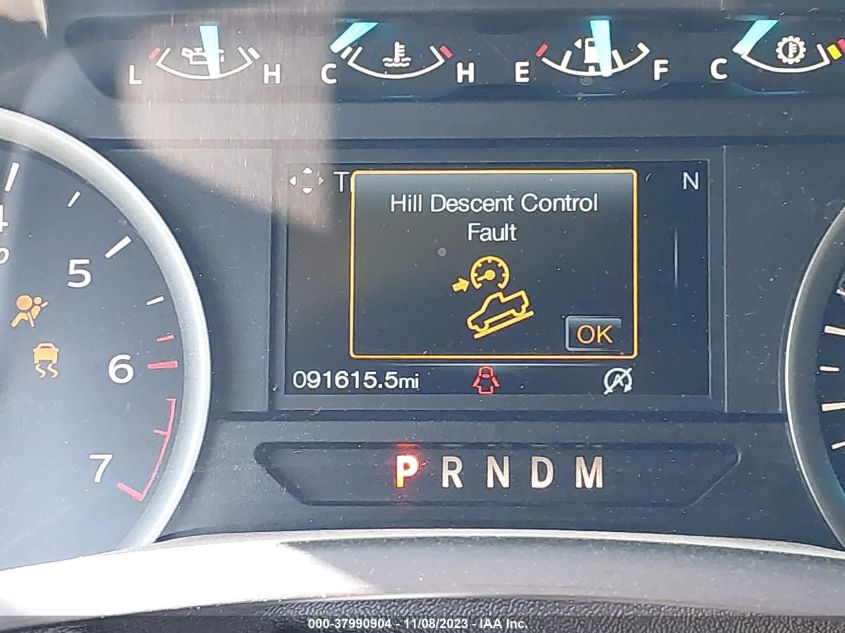 L H C H E F C
T N
Hill Descent Control
Fault
OK
5
6
7
091615.5mi
P R N D M
000-37990904 - 11/08/2023 - IAA Inc.